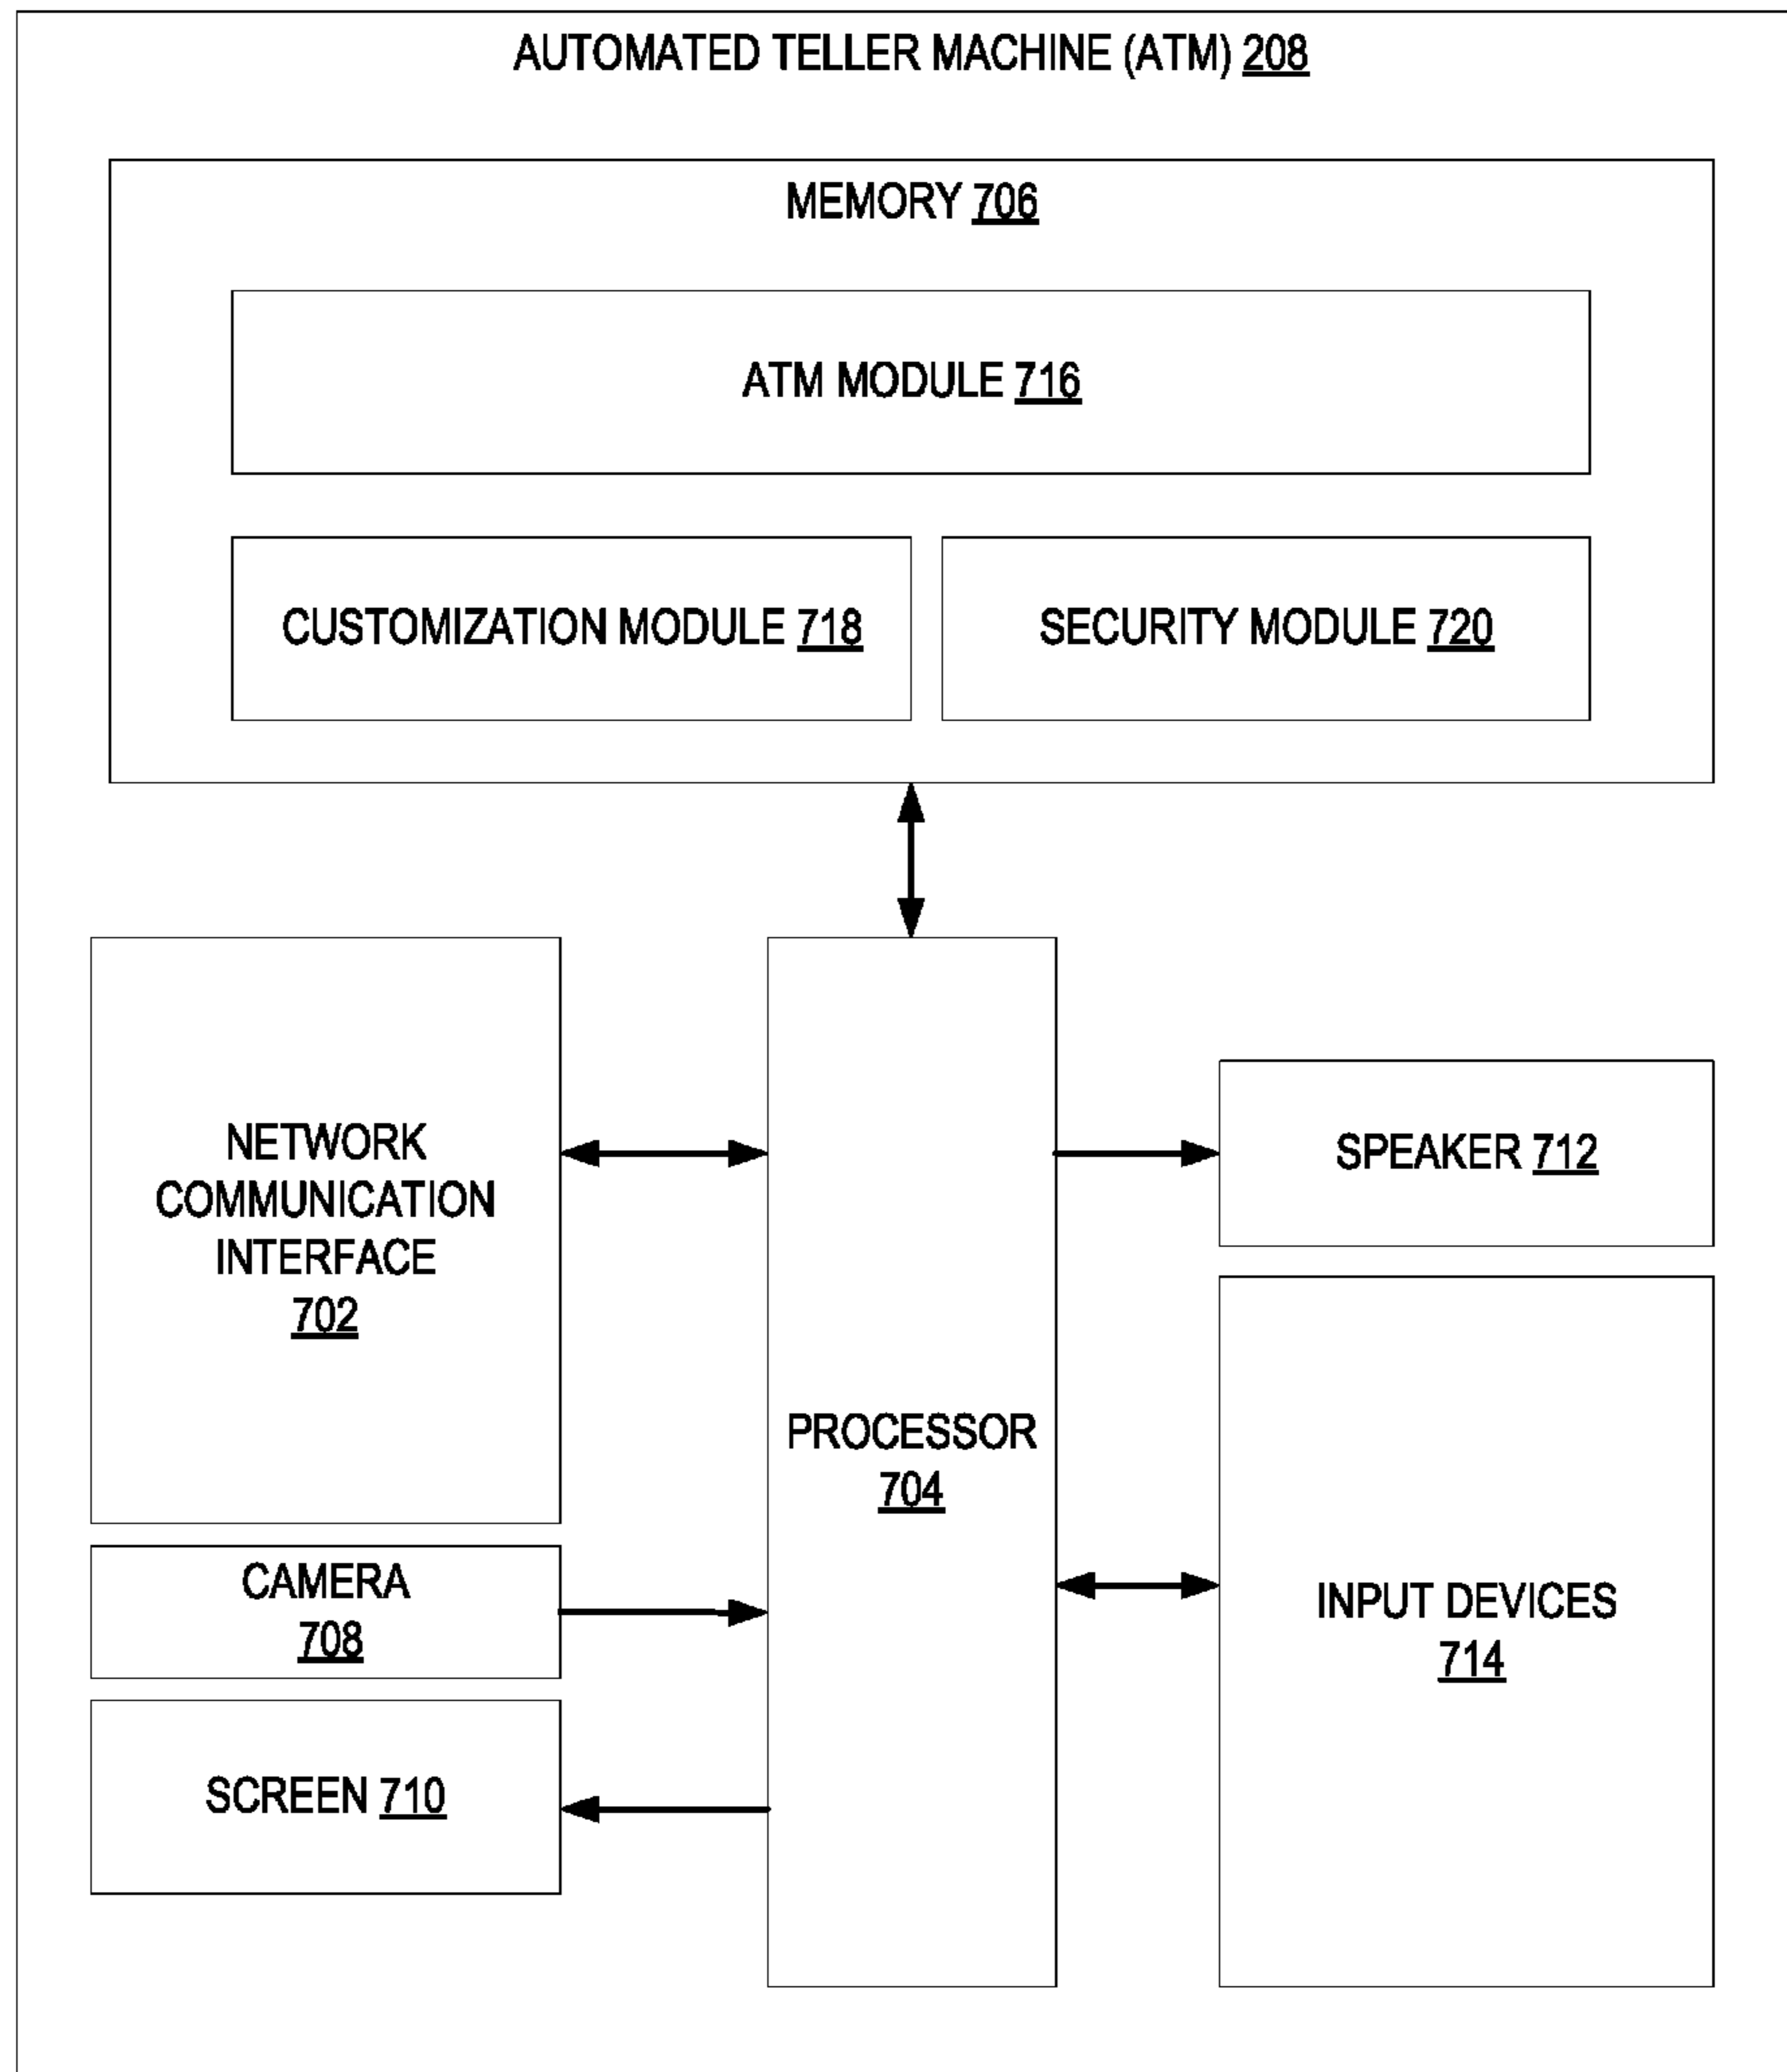 AUTOMATED TELLER MACHINE (ATM) 208
MEMORY 706
ATM MODULE 716
CUSTOMIZATION MODULE 718
SECURITY MODULE 720
NETWORK
COMMUNICATION
INTERFACE
702
PROCESSOR
704
SPEAKER 712
CAMERA
708
INPUT DEVICES
714
SCREEN 710